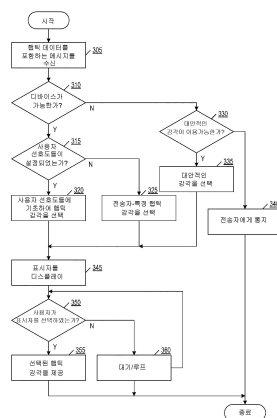 시작
햅틱 데이터를
포함하는 메시지를
수신
305
310
디바이스가
가능한가?
N
Y
330
대안적인
감각이 이용가능한가?
N
Y
315
사용자
선호도들이
설정되었는가?
N
Y
335
대안적인
감각을 선택
320
사용자 선호도들에
기초하여 햅틱
감각을 선택
325
전송자-특정 햅틱
감각을 선택
340
전송자에게 통지
345
표시자를
디스플레이
350
사용자가
표시자를 선택하였는가?
N
Y
355
선택된 햅틱
감각을 제공
360
대기/루프
종료